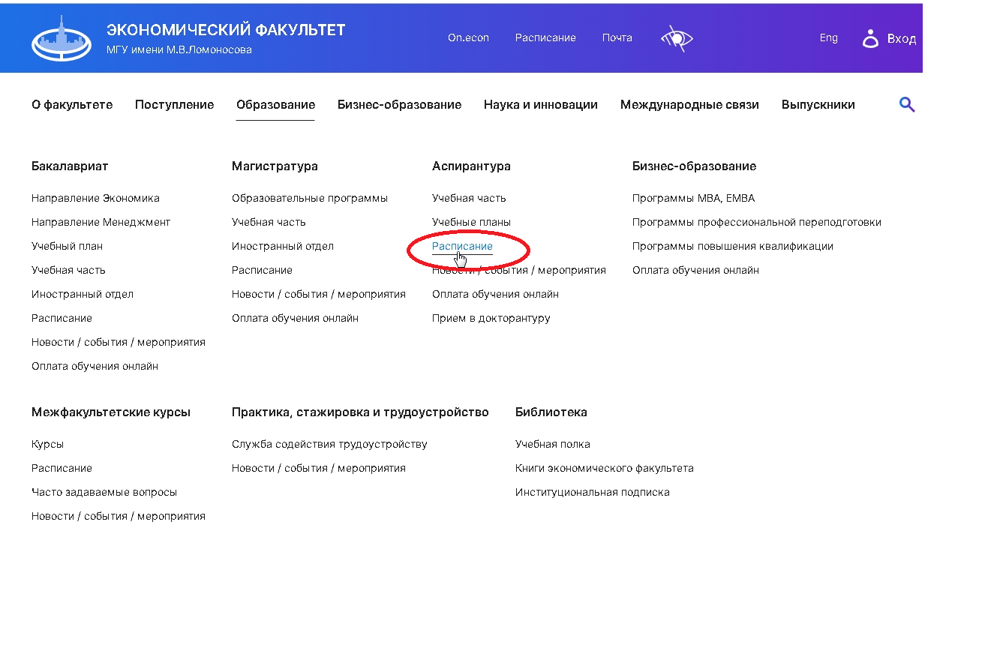 ЭКОНОМИЧЕСКИЙ ФАКУЛЬТЕТ
МГУ имени М.В.Ломоносова
On.econ Расписание Почта Eng Вход
О факультете Поступление Образование Бизнес-образование Наука и инновации Международные связи Выпускники
Бакалавриат
Направление Экономика
Направление Менеджмент
Учебный план
Учебная часть
Иностранный отдел
Расписание
Новости / события / мероприятия
Оплата обучения онлайн
Магистратура
Образовательные программы
Учебная часть
Иностранный отдел
Расписание
Новости / события / мероприятия
Оплата обучения онлайн
Аспирантура
Учебная часть
Учебные планы
Расписание
Новости / события / мероприятия
Оплата обучения онлайн
Прием в докторантуру
Бизнес-образование
Программы MBA, EMBA
Программы профессиональной переподготовки
Программы повышения квалификации
Оплата обучения онлайн
Межфакультетские курсы
Курсы
Расписание
Часто задаваемые вопросы
Новости / события / мероприятия
Практика, стажировка и трудоустройство
Служба содействия трудоустройству
Новости / события / мероприятия
Библиотека
Учебная полка
Книги экономического факультета
Институциональная подписка